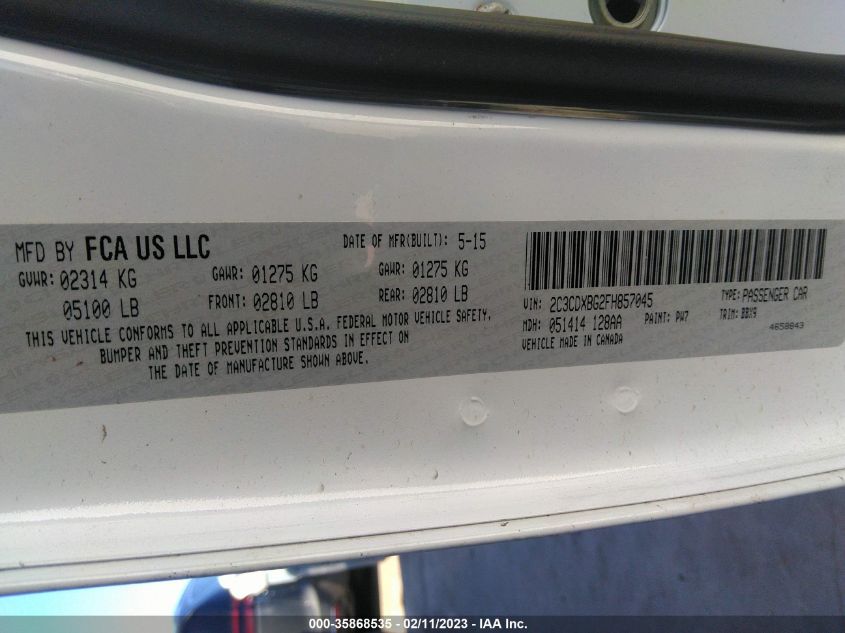 MFD BY FCA US LLC
DATE OF MFR(BUILT): 5-15
GVWR: 02314 KG
GAWR: 01275 KG
GAWR: 01275 KG
05100 LB
FRONT: 02810 LB
REAR: 02810 LB
THIS VEHICLE CONFORMS TO ALL APPLICABLE U.S.A. FEDERAL MOTOR VEHICLE SAFETY,
BUMPER AND THEFT PREVENTION STANDARDS IN EFFECT ON
THE DATE OF MANUFACTURE SHOWN ABOVE.
VIN: 2C3CDXBG2FH857045
TYPE: PASSENGER CAR
MDH: 051414 128AA
PAINT: PW7
TRIM: BBX9
VEHICLE MADE IN CANADA
4658843
000-35868535 - 02/11/2023 - IAA Inc.